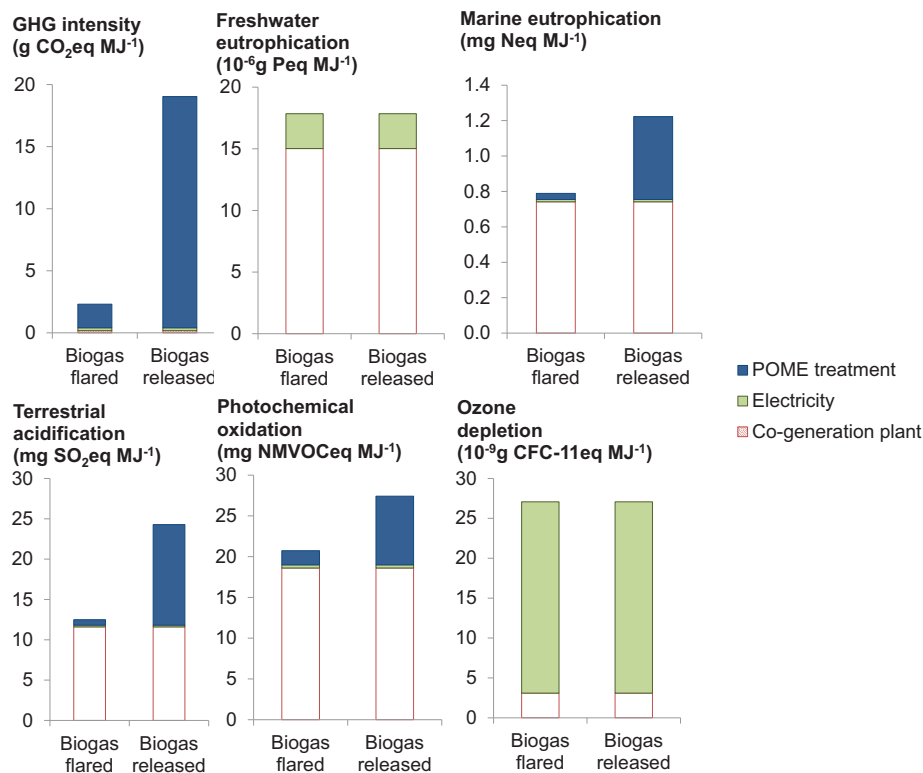 GHG intensity
(g CO₂eq MJ⁻¹)
20
15
10
5
0
Biogas flared
Biogas released
Freshwater
eutrophication
(10⁻⁶g Peq MJ⁻¹)
20
15
10
5
0
Biogas flared
Biogas released
Marine eutrophication
(mg Neq MJ⁻¹)
1.4
1.2
1.0
0.8
0.6
0.4
0.2
0.0
Biogas flared
Biogas released
POME treatment
Electricity
Co-generation plant
Terrestrial
acidification
(mg SO₂eq MJ⁻¹)
30
25
20
15
10
5
0
Biogas flared
Biogas released
Photochemical
oxidation
(mg NMVOCeq MJ⁻¹)
30
25
20
15
10
5
0
Biogas flared
Biogas released
Ozone
depletion
(10⁻⁹g CFC-11eq MJ⁻¹)
30
25
20
15
10
5
0
Biogas flared
Biogas released